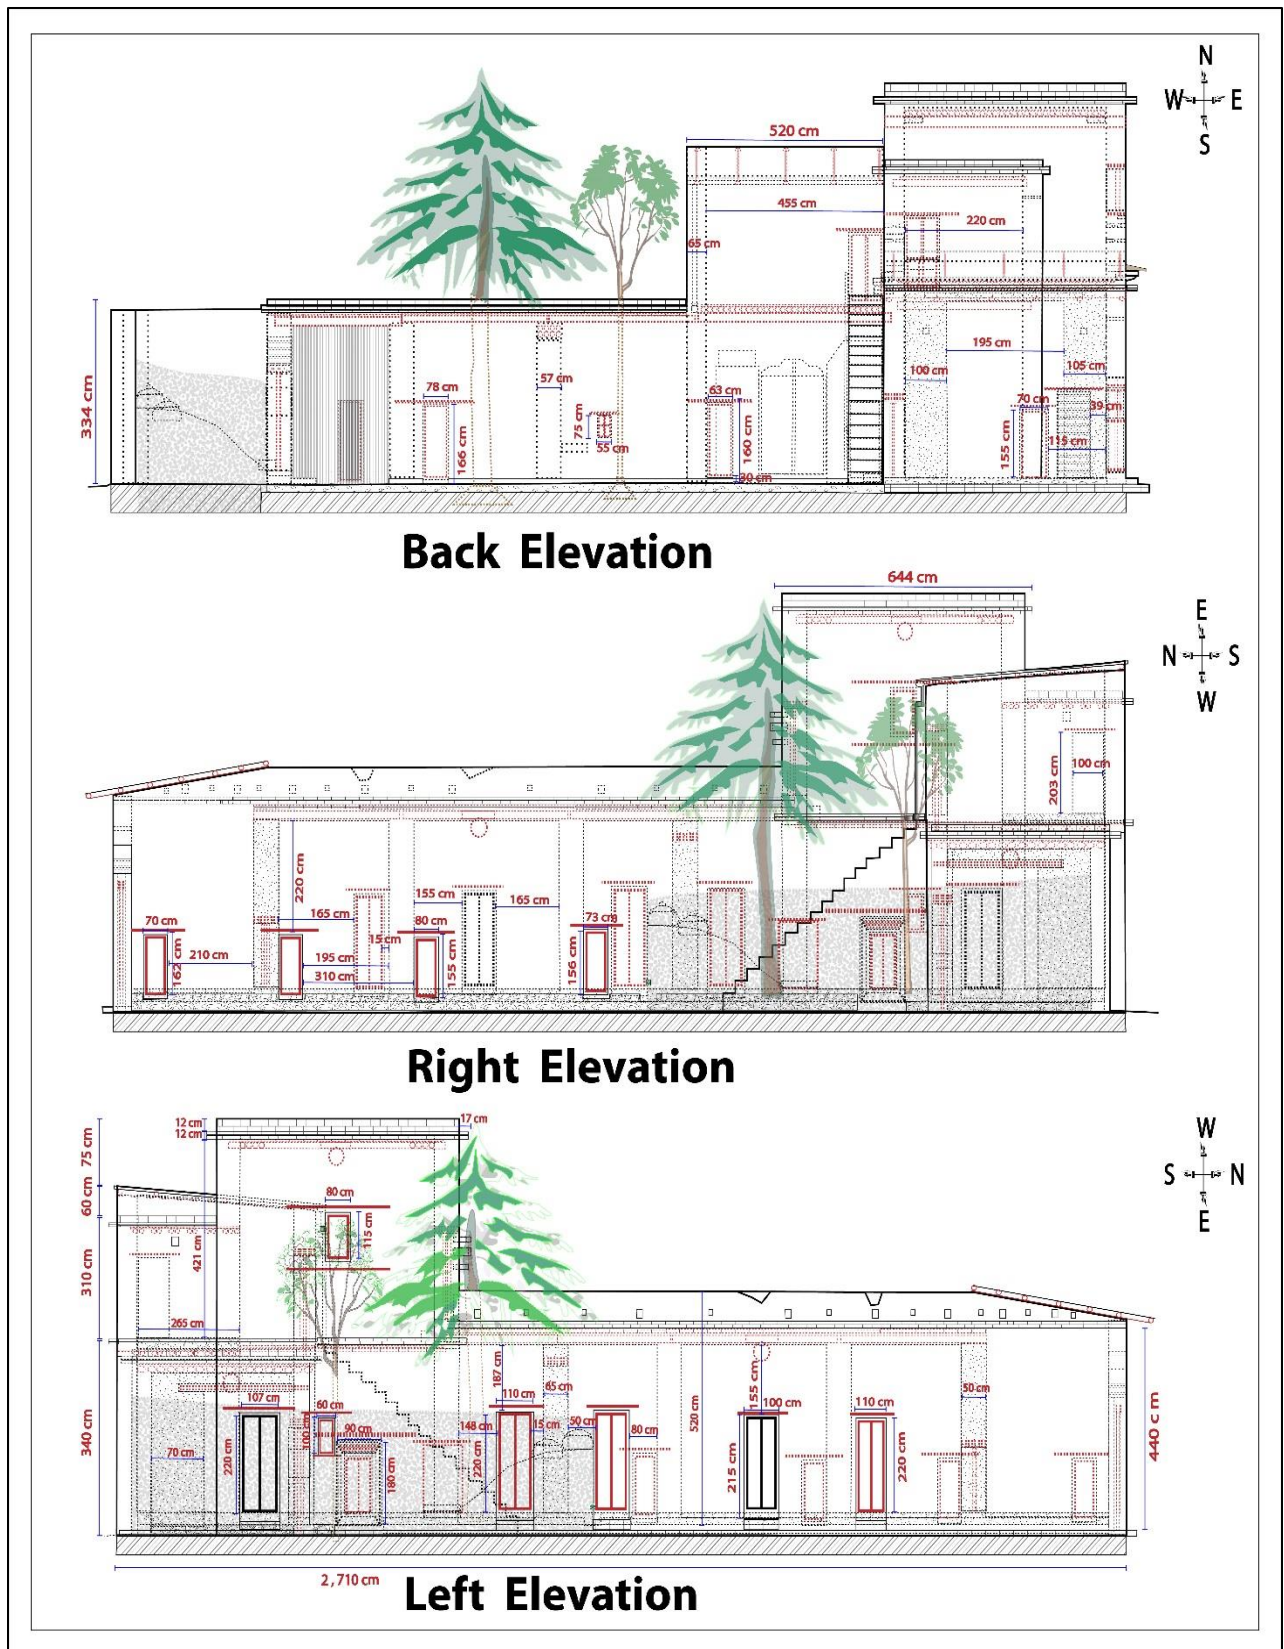 N
W E
S
520 cm
455 cm
220 cm
65 cm
195 cm
334 cm
100 cm
105 cm
78 cm
57 cm
63 cm
70 cm
39 cm
75 cm
55 cm
166 cm
160 cm
155 cm
115 cm
30 cm
Back Elevation
644 cm
E
N S
W
203 cm
100 cm
220 cm
155 cm
165 cm
165 cm
70 cm
80 cm
73 cm
15 cm
162 cm
210 cm
195 cm
155 cm
156 cm
310 cm
Right Elevation
12 cm
12 cm
17 cm
75 cm
W
S N
E
60 cm
80 cm
115 cm
421 cm
310 cm
265 cm
187 cm
155 cm
107 cm
60 cm
110 cm
65 cm
100 cm
110 cm
50 cm
340 cm
100 cm
90 cm
148 cm
15 cm
50 cm
80 cm
520 cm
440 cm
70 cm
220 cm
180 cm
220 cm
215 cm
220 cm
2,710 cm
Left Elevation